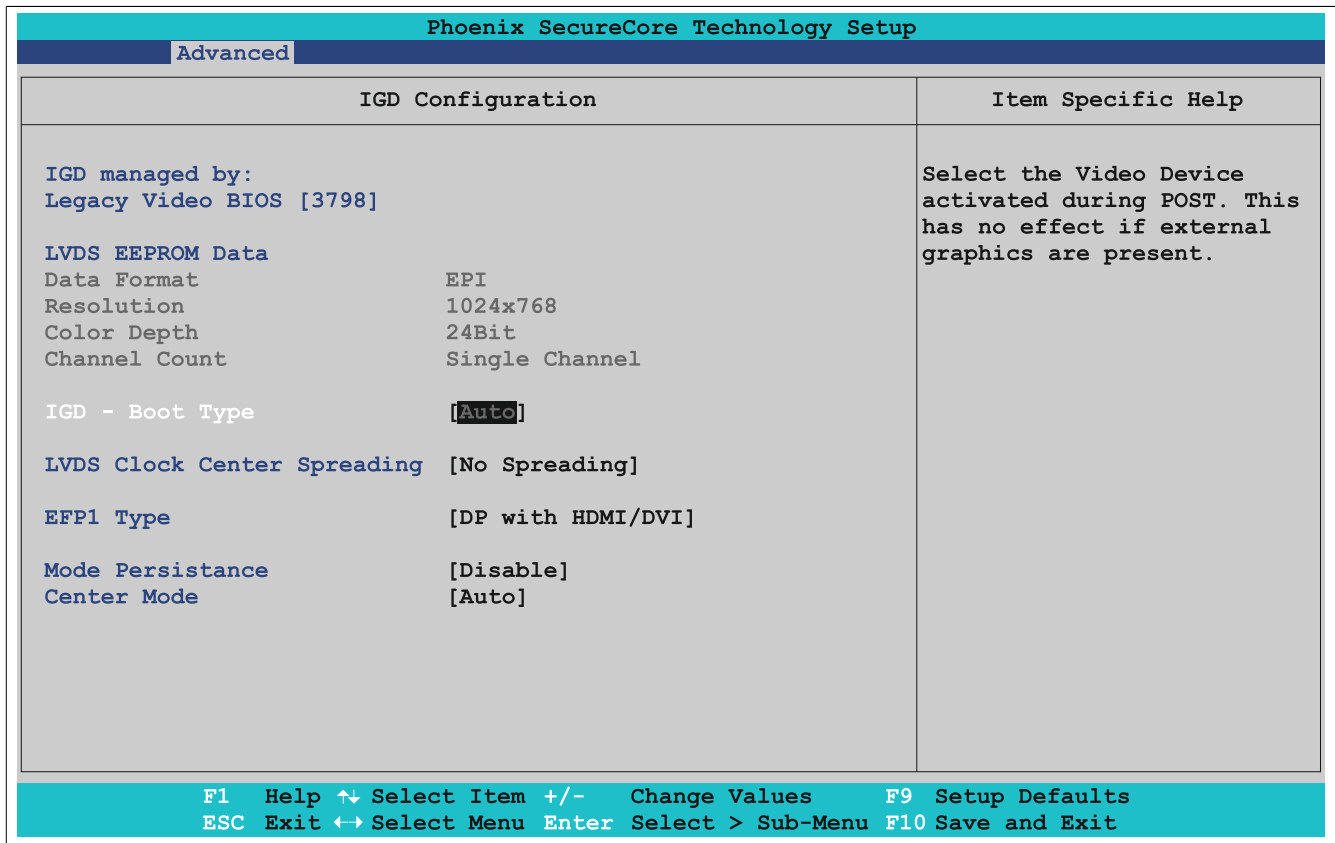 Phoenix SecureCore Technology Setup
Advanced
IGD Configuration
Item Specific Help
IGD managed by:
Legacy Video BIOS [3798]
LVDS EEPROM Data
Data Format EPI
Resolution 1024x768
Color Depth 24Bit
Channel Count Single Channel
IGD - Boot Type [Auto]
LVDS Clock Center Spreading [No Spreading]
EFP1 Type [DP with HDMI/DVI]
Mode Persistance [Disable]
Center Mode [Auto]
Select the Video Device
activated during POST. This
has no effect if external
graphics are present.
F1 Help ↑↓ Select Item +/- Change Values F9 Setup Defaults
ESC Exit ↔ Select Menu Enter Select > Sub-Menu F10 Save and Exit